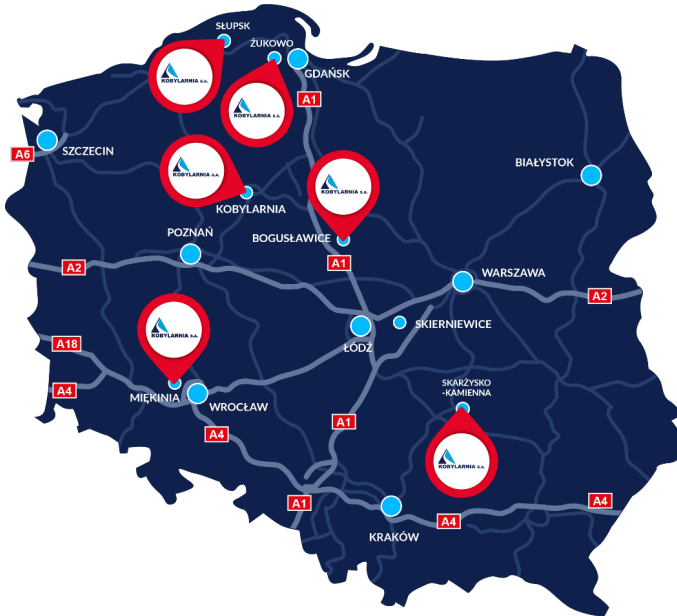 SŁUPSK
ŻUKOWO
GDAŃSK
KOBYLARNIA S.A.
KOBYLARNIA S.A.
A1
SZCZECIN
A6
BIAŁYSTOK
KOBYLARNIA S.A.
KOBYLARNIA S.A.
KOBYLARNIA
POZNAŃ
BOGUSŁAWICE
A2
A1
WARSZAWA
A2
KOBYLARNIA S.A.
SKIERNIEWICE
A18
ŁÓDŹ
A4
MIĘKINIA
WROCŁAW
SKARŻYSKO
-KAMIENNA
A1
A4
KOBYLARNIA S.A.
A1
A4
KRAKÓW
A4